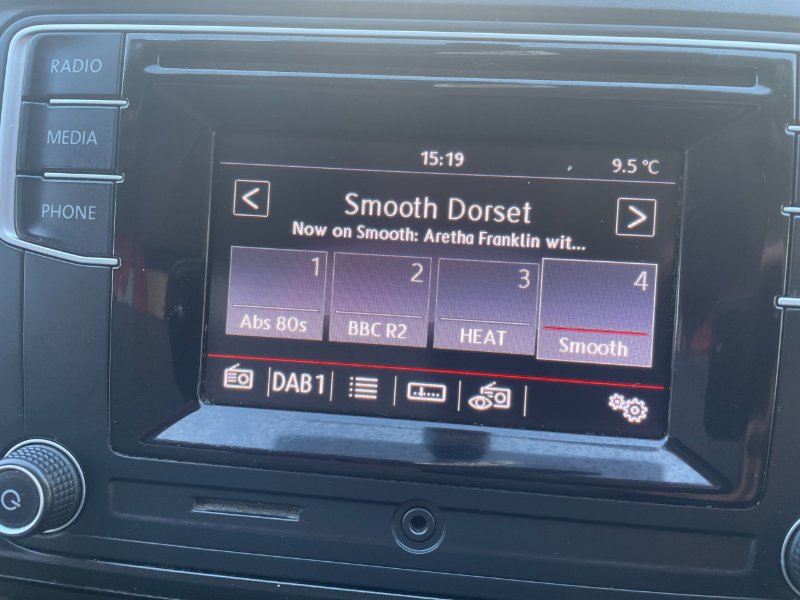 RADIO
MEDIA
PHONE
15:19
9.5 °C
<
Smooth Dorset
>
Now on Smooth: Aretha Franklin wit...
1
2
3
4
Abs 80s
BBC R2
HEAT
Smooth
DAB1